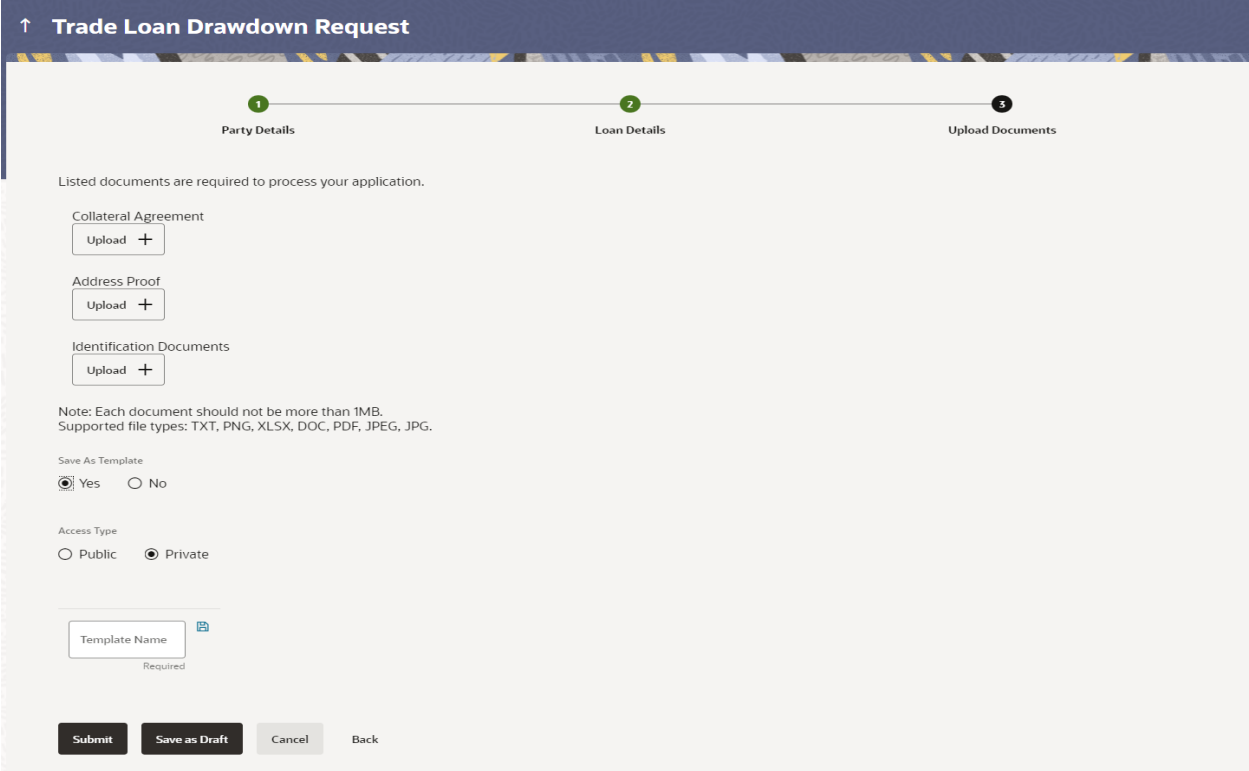 Trade Loan Drawdown Request
1 2 3
Party Details Loan Details Upload Documents
Listed documents are required to process your application.
Collateral Agreement
Upload +
Address Proof
Upload +
Identification Documents
Upload +
Note: Each document should not be more than 1MB.
Supported file types: TXT, PNG, XLSX, DOC, PDF, JPEG, JPG.
Save As Template
Yes No
Access Type
Public Private
Template Name
Required
Submit Save as Draft Cancel Back